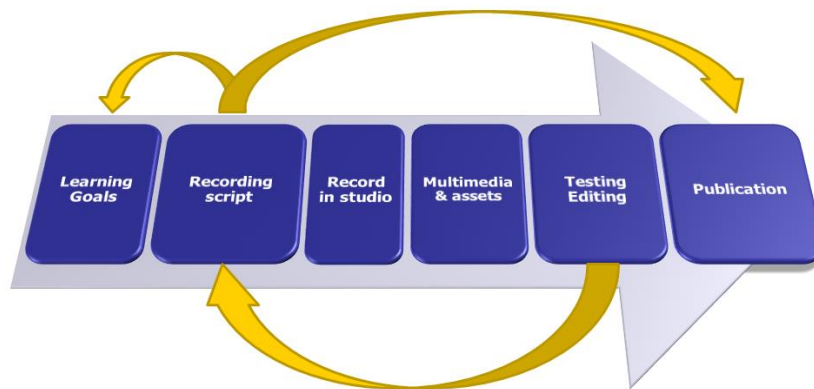 Learning
Goals
Recording
script
Record
in studio
Multimedia
& assets
Testing
Editing
Publication